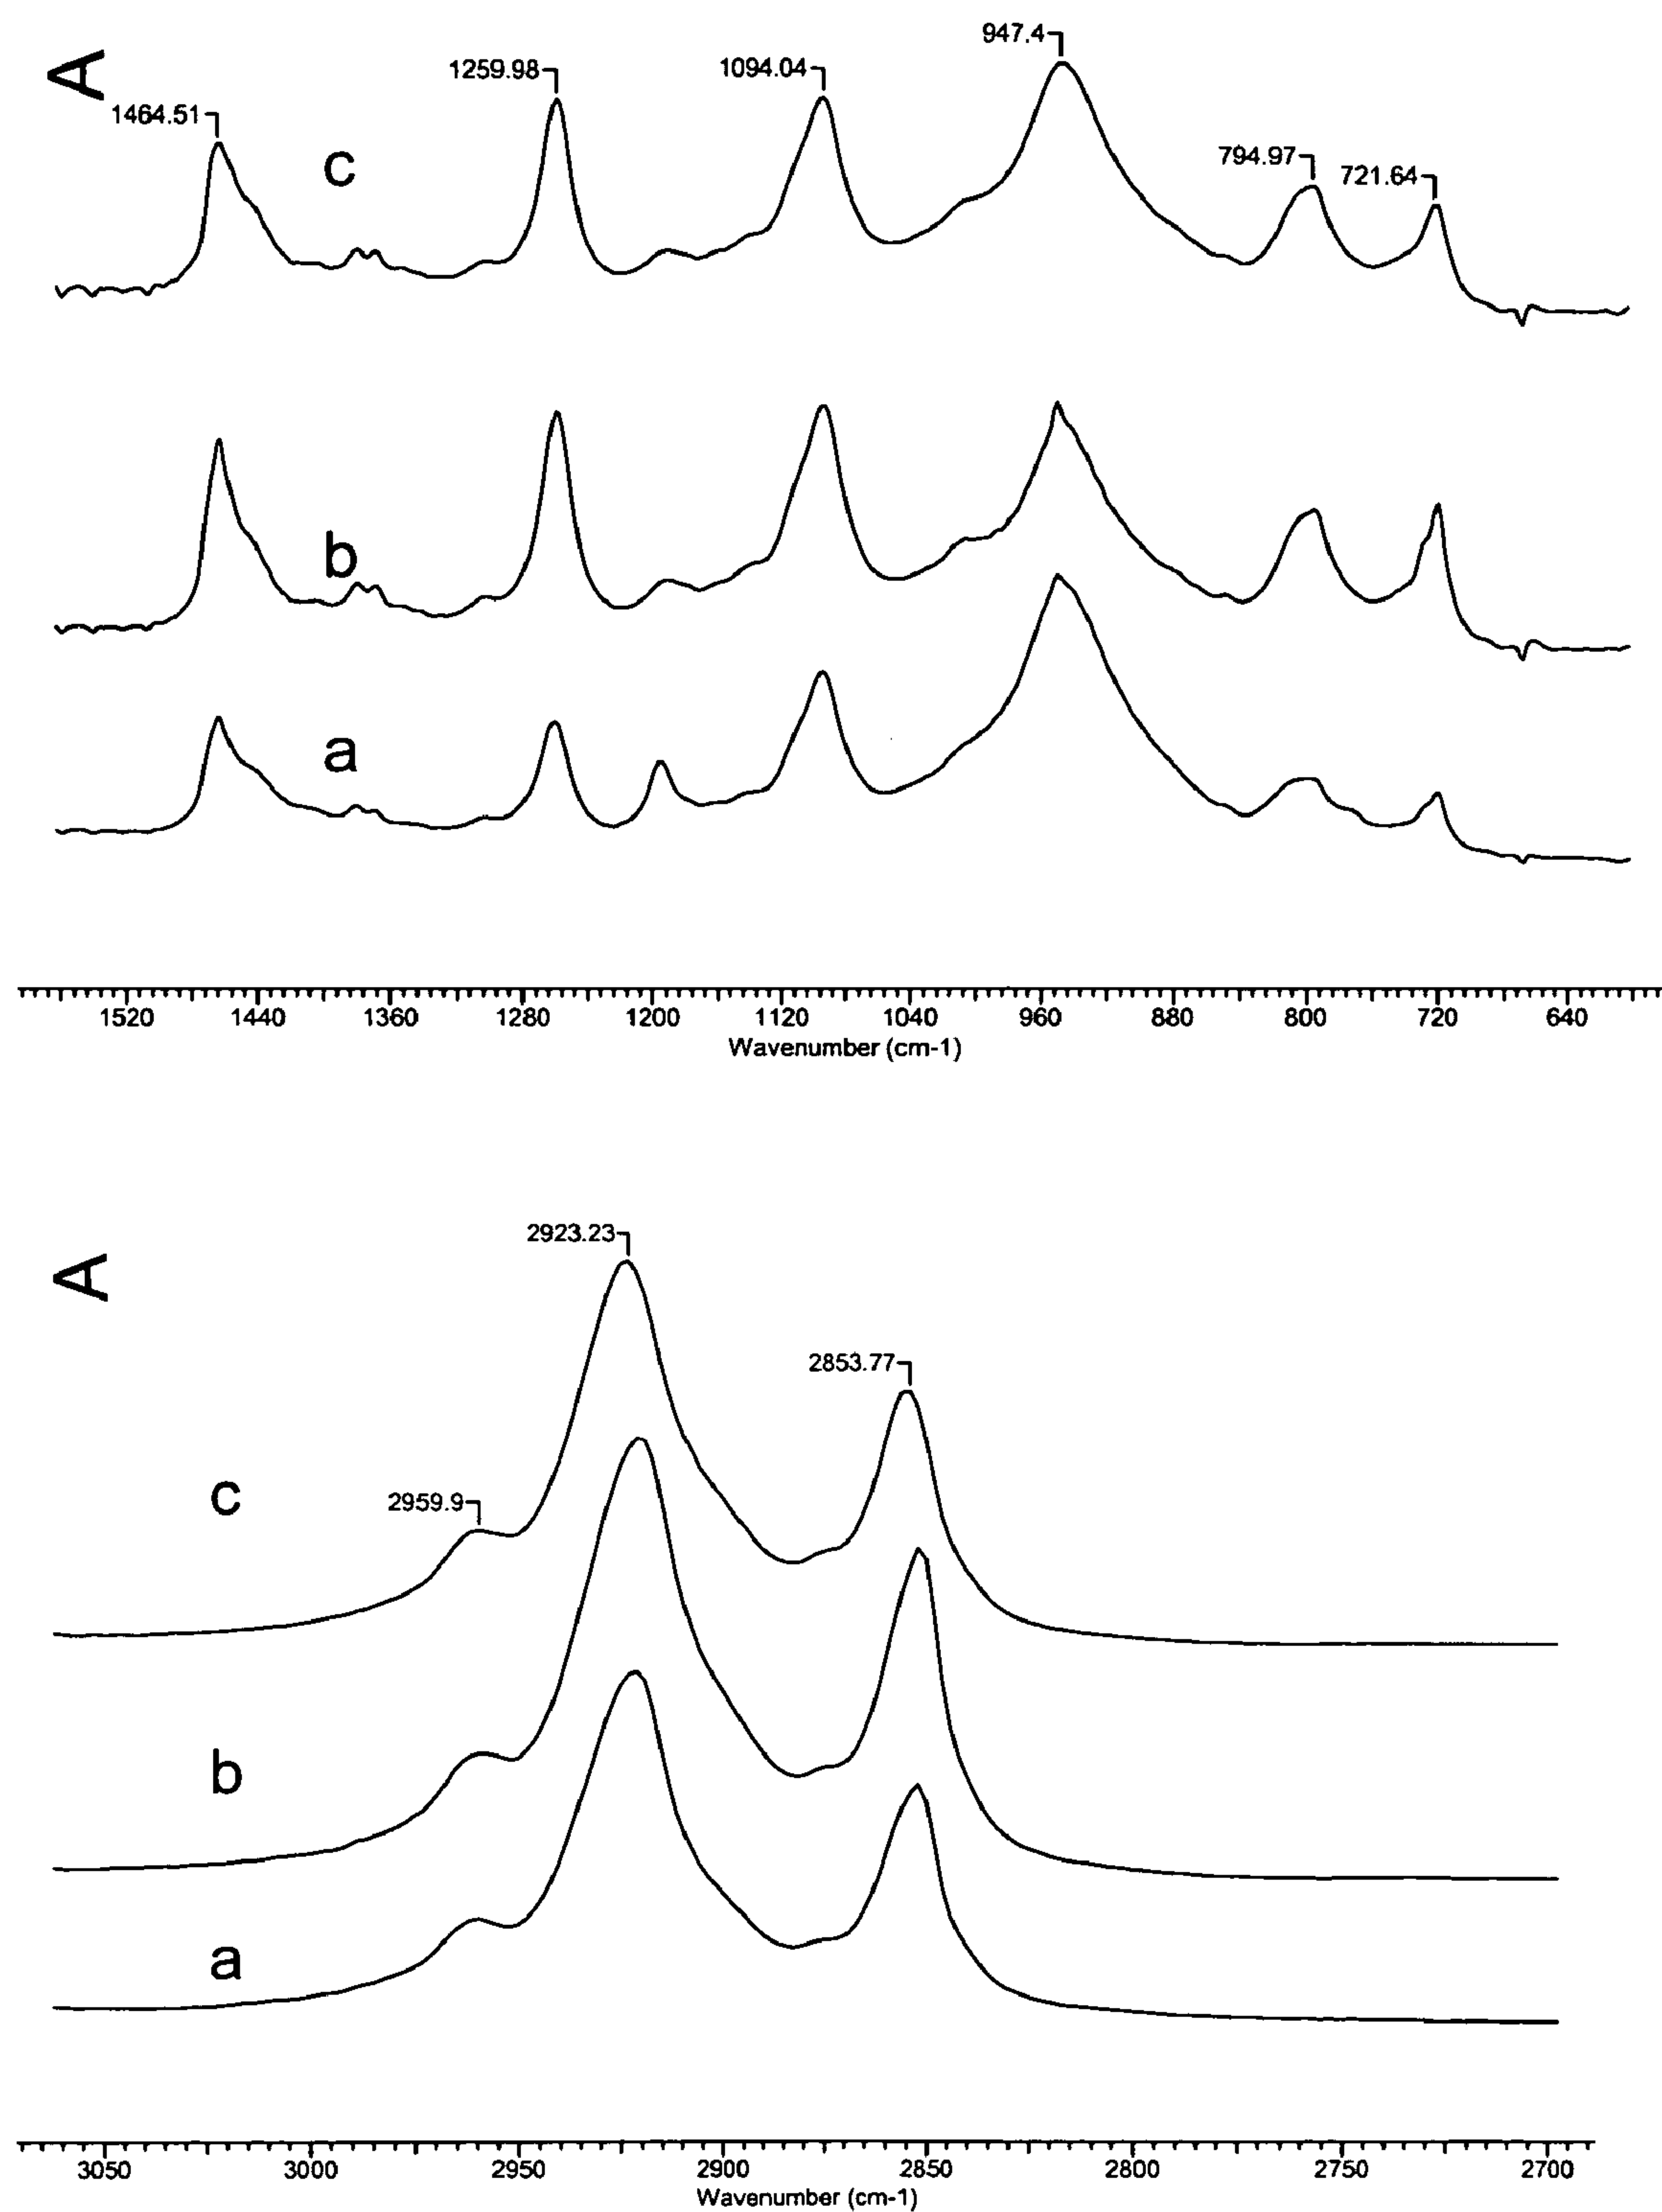 947.4
1259.98
1094.04
A
1464.51
c
794.97
721.64
b
a
1520 1440 1360 1280 1200 1120 1040 960 880 800 720 640
Wavenumber (cm-1)
2923.23
A
2853.77
c
2959.9
b
a
3050 3000 2950 2900 2850 2800 2750 2700
Wavenumber (cm-1)